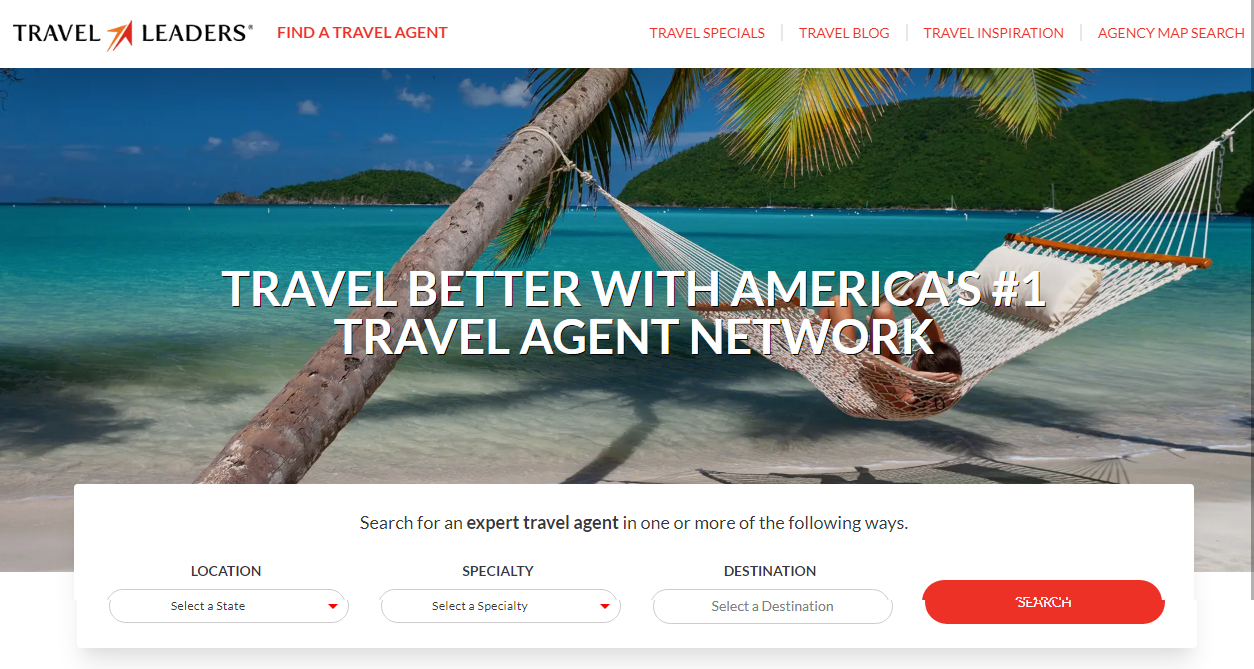 TRAVEL LEADERS®
FIND A TRAVEL AGENT
TRAVEL SPECIALS
TRAVEL BLOG
TRAVEL INSPIRATION
AGENCY MAP SEARCH
TRAVEL BETTER WITH AMERICA'S #1
TRAVEL AGENT NETWORK
Search for an expert travel agent in one or more of the following ways.
LOCATION
SPECIALTY
DESTINATION
Select a State
Select a Specialty
Select a Destination
SEARCH